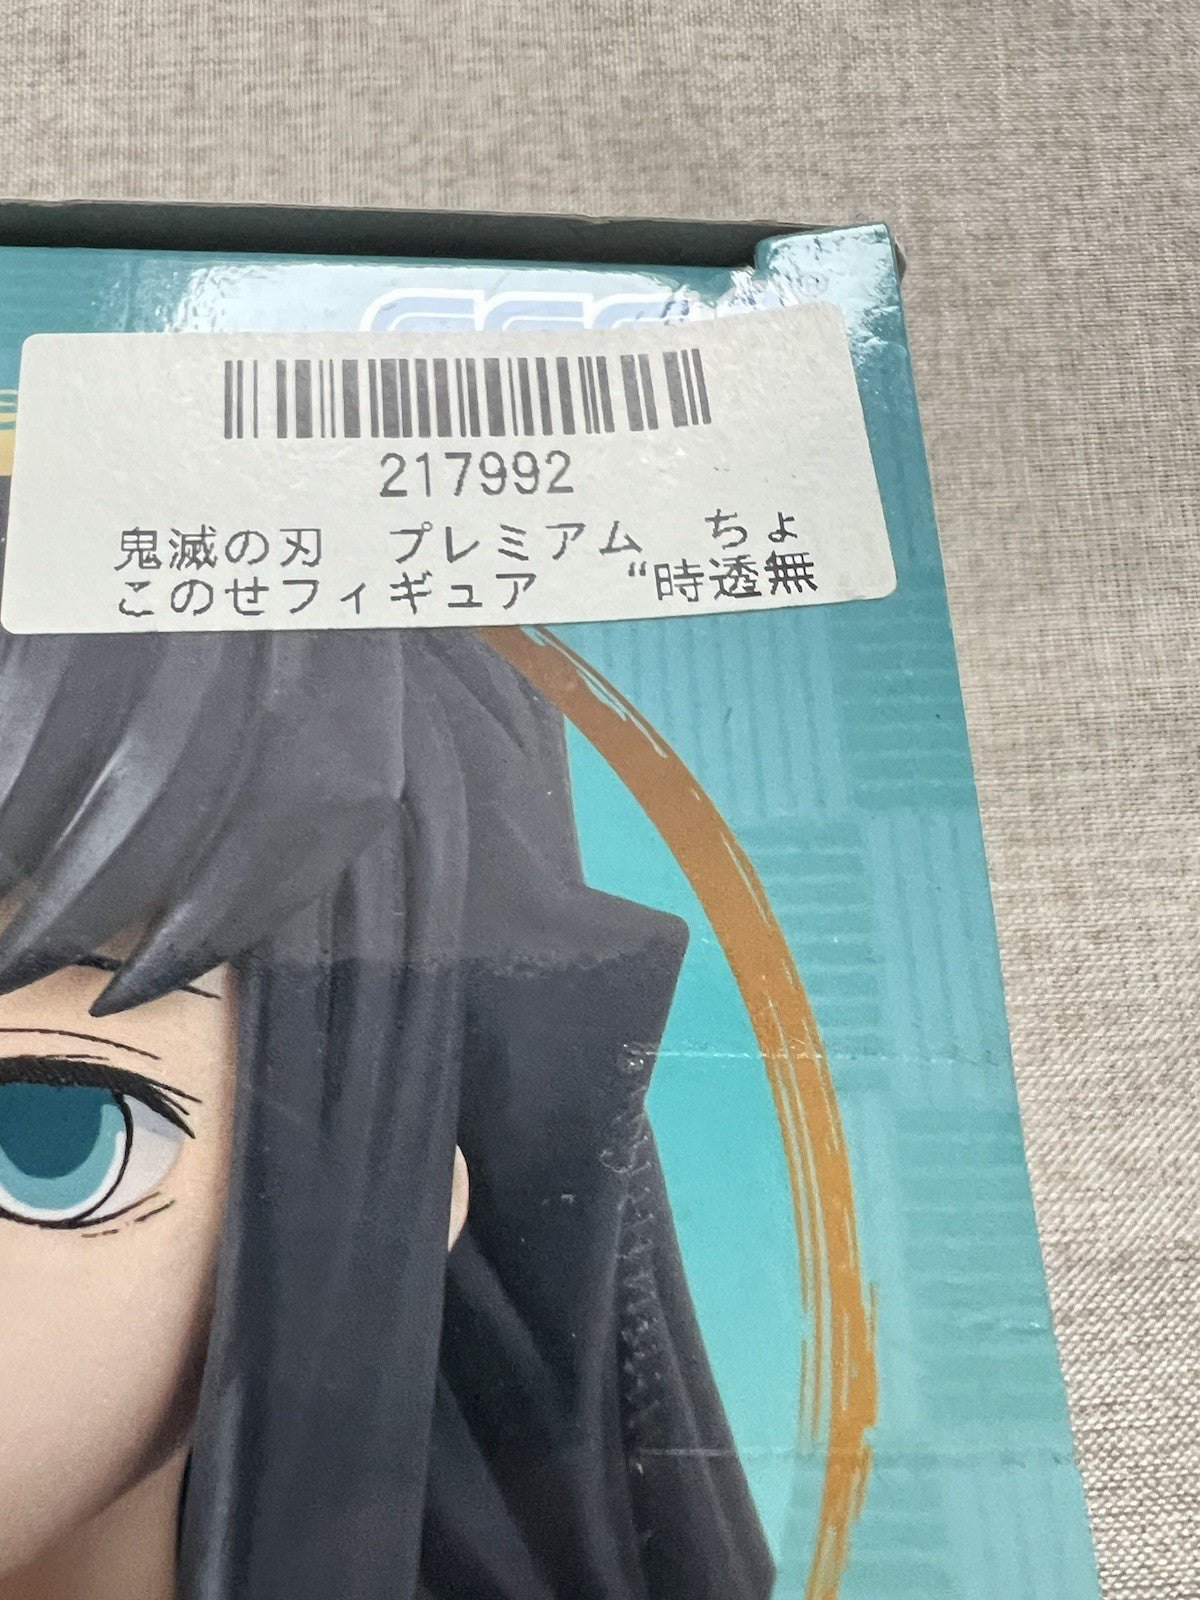 217992
鬼滅の刃　プレミアム　ちょ
このせフィギュア　“時透無